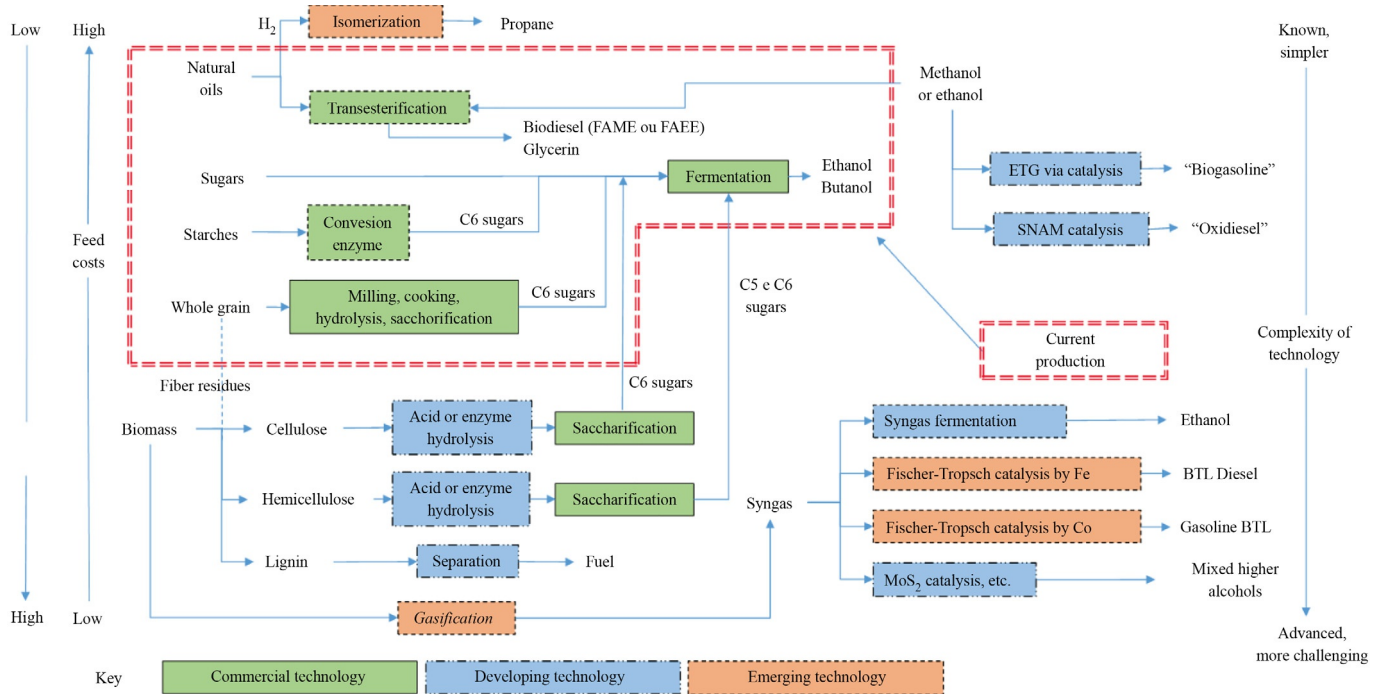 Low
High
H2
Isomerization
Propane
Known,
simpler
Natural
oils
Methanol
or ethanol
Transesterification
Biodiesel (FAME ou FAEE)
Glycerin
Sugars
Fermentation
Ethanol
Butanol
ETG via catalysis
“Biogasoline”
Starches
Convesion
enzyme
C6 sugars
SNAM catalysis
“Oxidiesel”
Feed
costs
Whole grain
Milling, cooking,
hydrolysis, sacchorification
C6 sugars
C5 e C6
sugars
Current
production
Complexity of
technology
Fiber residues
C6 sugars
Biomass
Cellulose
Acid or enzyme
hydrolysis
Saccharification
Syngas fermentation
Ethanol
Hemicellulose
Acid or enzyme
hydrolysis
Saccharification
Syngas
Fischer-Tropsch catalysis by Fe
BTL Diesel
Fischer-Tropsch catalysis by Co
Gasoline BTL
Lignin
Separation
Fuel
MoS2 catalysis, etc.
Mixed higher
alcohols
High
Low
Gasification
Advanced,
more challenging
Key
Commercial technology
Developing technology
Emerging technology